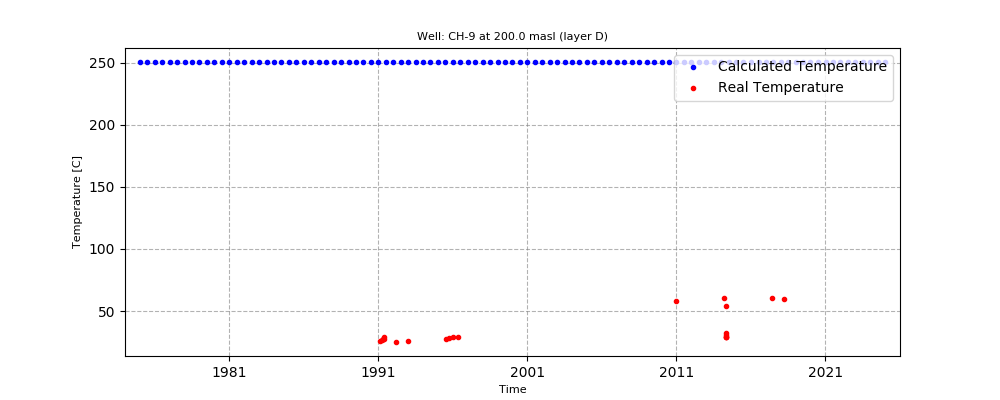 Well: CH-9 at 200.0 masl (layer D)
Calculated Temperature
Real Temperature
250
200
150
100
50
Temperature [C]
1981 1991 2001 2011 2021
Time